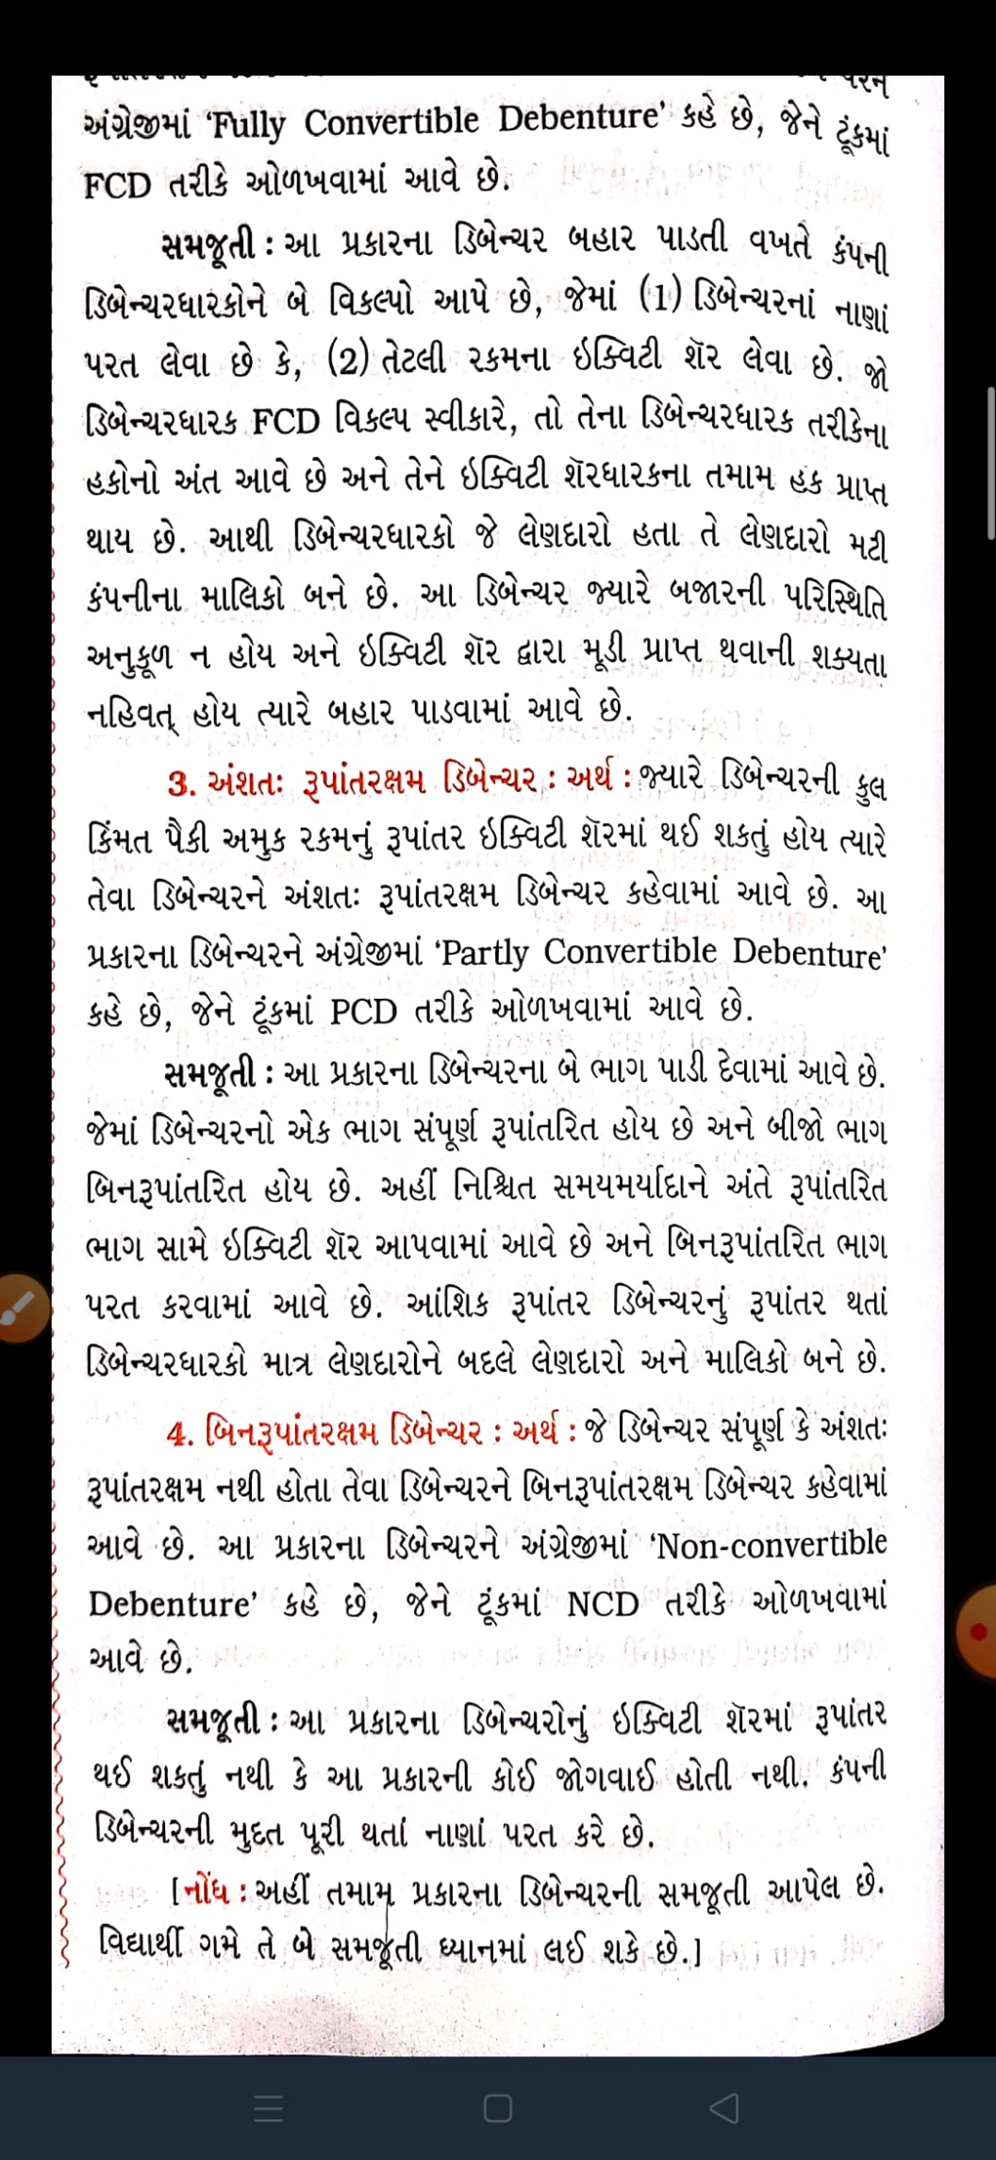 અંગ્રેજીમાં ‘Fully Convertible Debenture’ કહે છે, જેને ટૂંકમાં
FCD તરીકે ઓળખવામાં આવે છે.
સમજૂતી : આ પ્રકારના ડિબેન્ચર બહાર પાડતી વખતે કંપની
ડિબેન્ચરધારકોને બે વિકલ્પો આપે છે, જેમાં (1) ડિબેન્ચરનાં નાણાં
પરત લેવા છે કે, (2) તેટલી રકમના ઇક્વિટી શૅર લેવા છે. જો
ડિબેન્ચરધારક FCD વિકલ્પ સ્વીકારે, તો તેના ડિબેન્ચરધારક તરીકેના
હકોનો અંત આવે છે અને તેને ઇક્વિટી શૅરધારકના તમામ હક પ્રાપ્ત
થાય છે. આથી ડિબેન્ચરધારકો જે લેણદારો હતા તે લેણદારો મટી
કંપનીના માલિકો બને છે. આ ડિબેન્ચર જ્યારે બજારની પરિસ્થિતિ
અનુકૂળ ન હોય અને ઇક્વિટી શૅર દ્વારા મૂડી પ્રાપ્ત થવાની શક્યતા
નહિવત્ હોય ત્યારે બહાર પાડવામાં આવે છે.
3. અંશતઃ રૂપાંતરક્ષમ ડિબેન્ચર : અર્થ : જ્યારે ડિબેન્ચરની કુલ
કિંમત પૈકી અમુક રકમનું રૂપાંતર ઇક્વિટી શૅરમાં થઈ શકતું હોય ત્યારે
તેવા ડિબેન્ચરને અંશતઃ રૂપાંતરક્ષમ ડિબેન્ચર કહેવામાં આવે છે. આ
પ્રકારના ડિબેન્ચરને અંગ્રેજીમાં ‘Partly Convertible Debenture’
કહે છે, જેને ટૂંકમાં PCD તરીકે ઓળખવામાં આવે છે.
સમજૂતી : આ પ્રકારના ડિબેન્ચરના બે ભાગ પાડી દેવામાં આવે છે.
જેમાં ડિબેન્ચરનો એક ભાગ સંપૂર્ણ રૂપાંતરિત હોય છે અને બીજો ભાગ
બિનરૂપાંતરિત હોય છે. અહીં નિશ્ચિત સમયમર્યાદાને અંતે રૂપાંતરિત
ભાગ સામે ઇક્વિટી શૅર આપવામાં આવે છે અને બિનરૂપાંતરિત ભાગ
પરત કરવામાં આવે છે. આંશિક રૂપાંતર ડિબેન્ચરનું રૂપાંતર થતાં
ડિબેન્ચરધારકો માત્ર લેણદારોને બદલે લેણદારો અને માલિકો બને છે.
4. બિનરૂપાંતરક્ષમ ડિબેન્ચર : અર્થ : જે ડિબેન્ચર સંપૂર્ણ કે અંશતઃ
રૂપાંતરક્ષમ નથી હોતા તેવા ડિબેન્ચરને બિનરૂપાંતરક્ષમ ડિબેન્ચર કહેવામાં
આવે છે. આ પ્રકારના ડિબેન્ચરને અંગ્રેજીમાં ‘Non-convertible
Debenture’ કહે છે, જેને ટૂંકમાં NCD તરીકે ઓળખવામાં
આવે છે.
સમજૂતી : આ પ્રકારના ડિબેન્ચરોનું ઇક્વિટી શૅરમાં રૂપાંતર
થઈ શકતું નથી કે આ પ્રકારની કોઈ જોગવાઈ હોતી નથી. કંપની
ડિબેન્ચરની મુદત પૂરી થતાં નાણાં પરત કરે છે.
[નોંધ : અહીં તમામ પ્રકારના ડિબેન્ચરની સમજૂતી આપેલ છે.
વિદ્યાર્થી ગમે તે બે સમજૂતી ધ્યાનમાં લઈ શકે છે.]